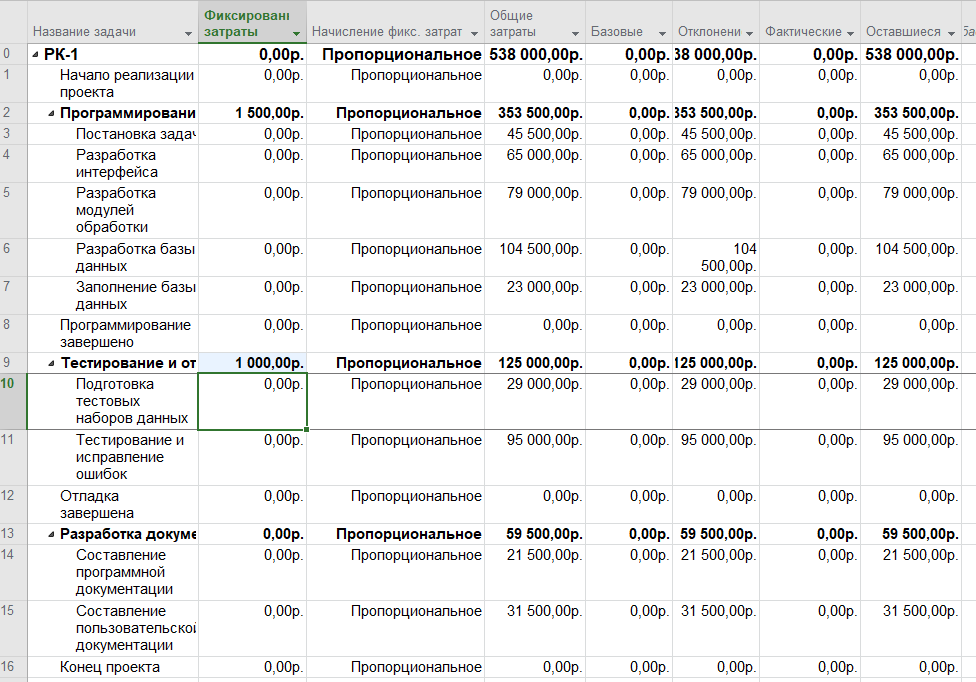 Название задачи Фиксированн затраты Начисление фикс. затрат Общие затраты Базовые Отклонени Фактические Оставшиеся
0 РК-1 0,00р. Пропорциональное 538 000,00р. 0,00р. 38 000,00р. 0,00р. 538 000,00р.
1 Начало реализации 0,00р. Пропорциональное 0,00р. 0,00р. 0,00р. 0,00р. 0,00р.
проекта
2 Программировани 1 500,00р. Пропорциональное 353 500,00р. 0,00р. 353 500,00р. 0,00р. 353 500,00р.
3 Постановка задач 0,00р. Пропорциональное 45 500,00р. 0,00р. 45 500,00р. 0,00р. 45 500,00р.
4 Разработка 0,00р. Пропорциональное 65 000,00р. 0,00р. 65 000,00р. 0,00р. 65 000,00р.
интерфейса
5 Разработка 0,00р. Пропорциональное 79 000,00р. 0,00р. 79 000,00р. 0,00р. 79 000,00р.
модулей
обработки
6 Разработка базы 0,00р. Пропорциональное 104 500,00р. 0,00р. 104 0,00р. 104 500,00р.
данных 500,00р.
7 Заполнение базы 0,00р. Пропорциональное 23 000,00р. 0,00р. 23 000,00р. 0,00р. 23 000,00р.
данных
8 Программирование 0,00р. Пропорциональное 0,00р. 0,00р. 0,00р. 0,00р. 0,00р.
завершено
9 Тестирование и от 1 000,00р. Пропорциональное 125 000,00р. 0,00р. 125 000,00р. 0,00р. 125 000,00р.
10 Подготовка 0,00р. Пропорциональное 29 000,00р. 0,00р. 29 000,00р. 0,00р. 29 000,00р.
тестовых
наборов данных
11 Тестирование и 0,00р. Пропорциональное 95 000,00р. 0,00р. 95 000,00р. 0,00р. 95 000,00р.
исправление
ошибок
12 Отладка 0,00р. Пропорциональное 0,00р. 0,00р. 0,00р. 0,00р. 0,00р.
завершена
13 Разработка докуме 0,00р. Пропорциональное 59 500,00р. 0,00р. 59 500,00р. 0,00р. 59 500,00р.
14 Составление 0,00р. Пропорциональное 21 500,00р. 0,00р. 21 500,00р. 0,00р. 21 500,00р.
программной
документации
15 Составление 0,00р. Пропорциональное 31 500,00р. 0,00р. 31 500,00р. 0,00р. 31 500,00р.
пользовательской
документации
16 Конец проекта 0,00р. Пропорциональное 0,00р. 0,00р. 0,00р. 0,00р. 0,00р.